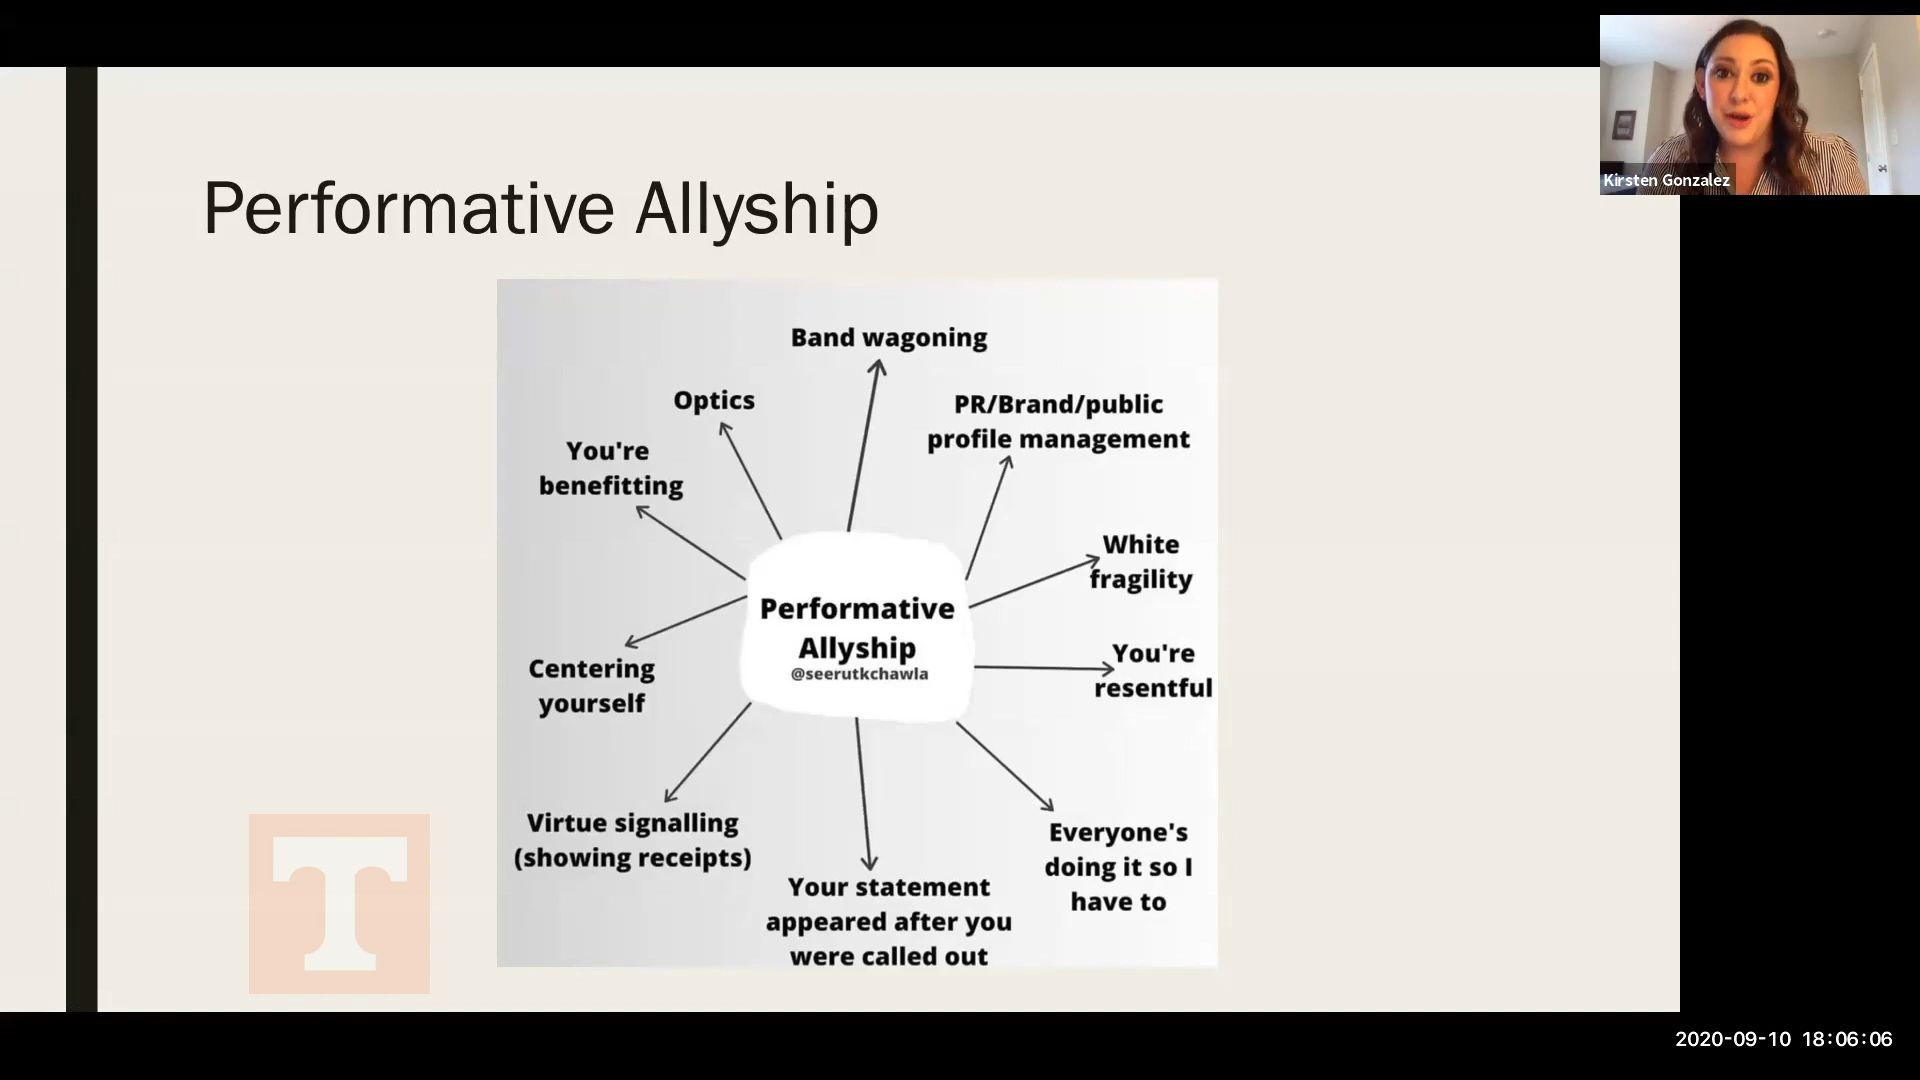 Kirsten Gonzalez
Performative Allyship
Band wagoning
Optics
PR/Brand/public
profile management
You're
benefitting
White
fragility
Performative
Allyship
@seerutkchawla
You're
resentful
Centering
yourself
Virtue signalling
(showing receipts)
Everyone's
doing it so I
have to
Your statement
appeared after you
were called out
T
2020-09-10 18:06:06